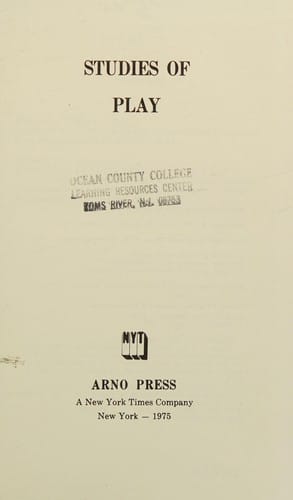 STUDIES OF
PLAY
OCEAN COUNTY COLLEGE
LEARNING RESOURCES CENTER
TOMS RIVER, N.J. 08753
NYT
ARNO PRESS
A New York Times Company
New York — 1975